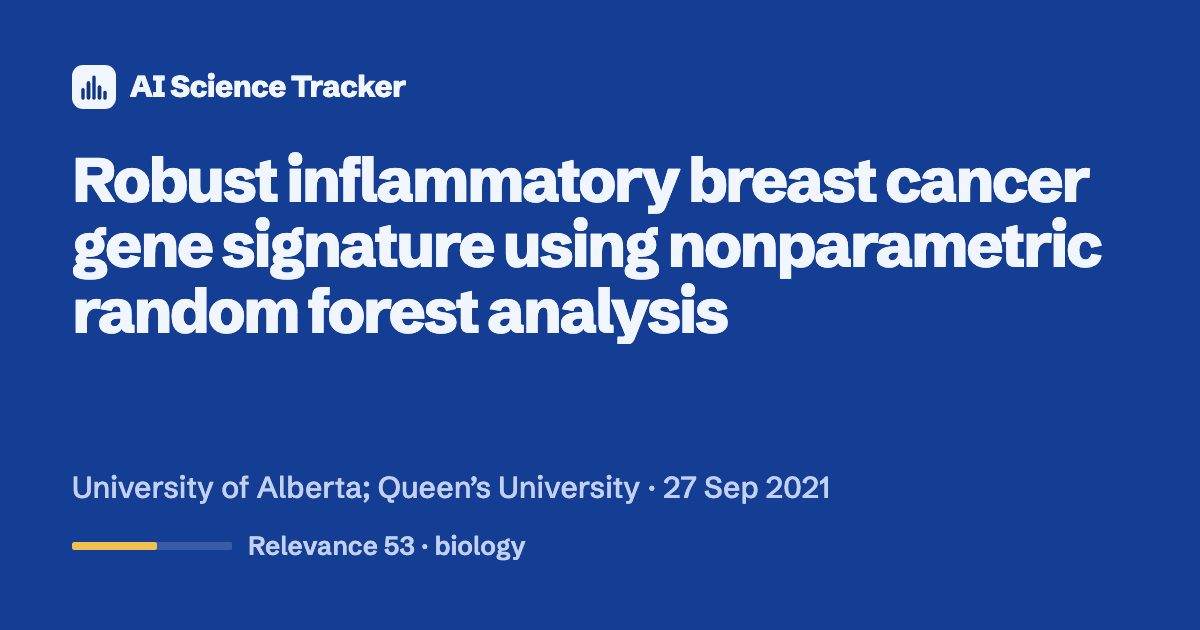 AI Science Tracker
Robust inflammatory breast cancer
gene signature using nonparametric
random forest analysis
University of Alberta; Queen’s University · 27 Sep 2021
Relevance 53 · biology